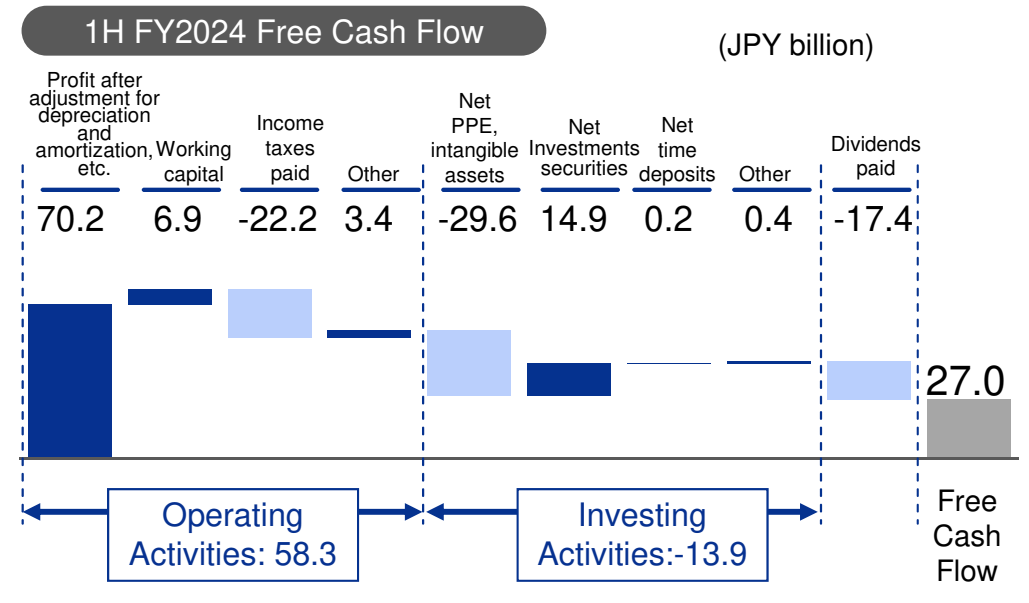 1H FY2024 Free Cash Flow
(JPY billion)
Profit after
adjustment for
depreciation
and
amortization,
etc.
Working
capital
Income
taxes
paid
Other
Net
PPE,
intangible
assets
Net
Investments
securities
Net
time
deposits
Other
Dividends
paid
70.2
6.9
-22.2
3.4
-29.6
14.9
0.2
0.4
-17.4
27.0
Operating
Activities: 58.3
Investing
Activities:-13.9
Free
Cash
Flow